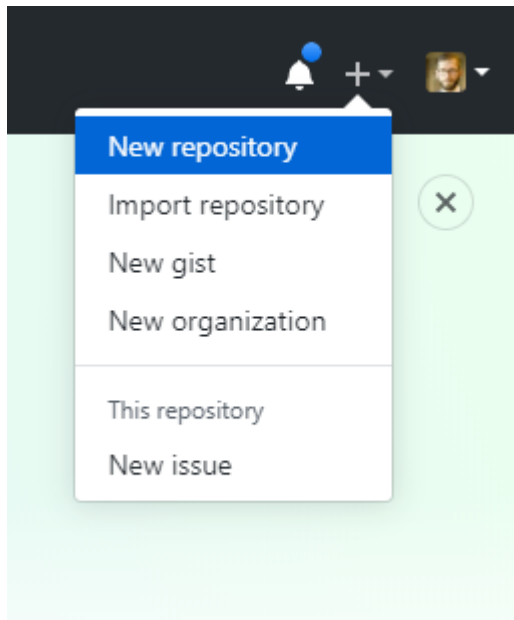 New repository
Import repository
New gist
New organization
This repository
New issue